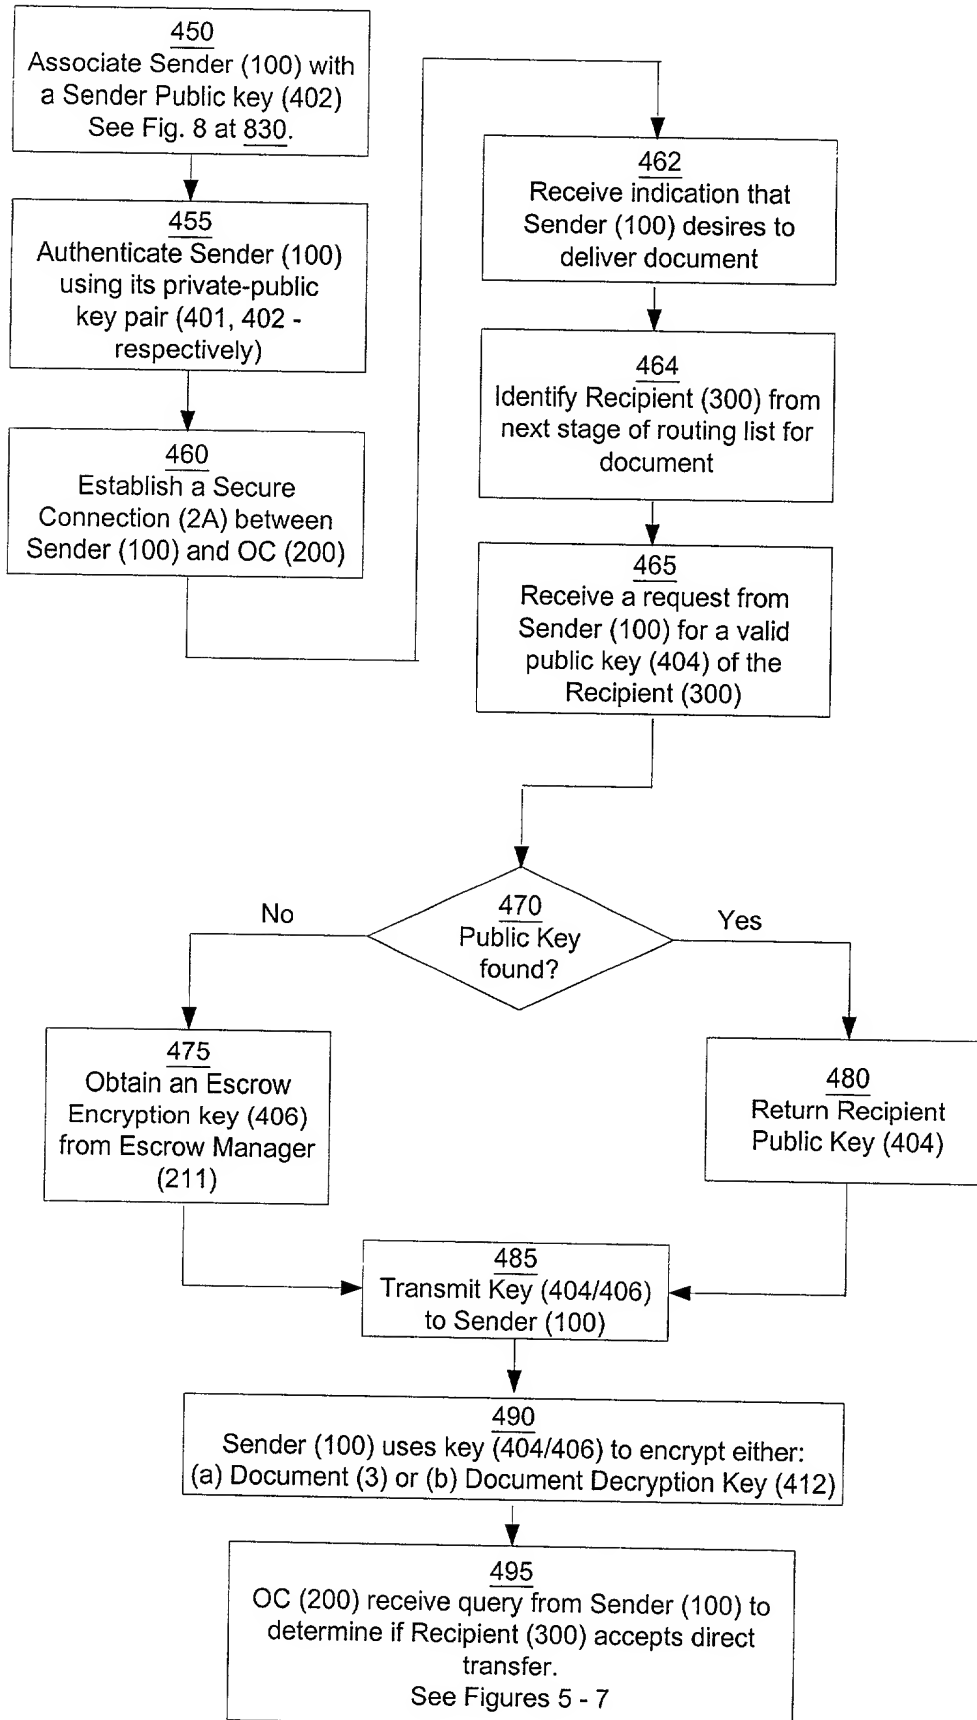 450
Associate Sender (100) with
a Sender Public key (402)
See Fig. 8 at 830.
455
Authenticate Sender (100)
using its private-public
key pair (401, 402 -
respectively)
460
Establish a Secure
Connection (2A) between
Sender (100) and OC (200)
462
Receive indication that
Sender (100) desires to
deliver document
464
Identify Recipient (300) from
next stage of routing list for
document
465
Receive a request from
Sender (100) for a valid
public key (404) of the
Recipient (300)
470
Public Key
found?
No
Yes
475
Obtain an Escrow
Encryption key (406)
from Escrow Manager
(211)
480
Return Recipient
Public Key (404)
485
Transmit Key (404/406)
to Sender (100)
490
Sender (100) uses key (404/406) to encrypt either:
(a) Document (3) or (b) Document Decryption Key (412)
495
OC (200) receive query from Sender (100) to
determine if Recipient (300) accepts direct
transfer.
See Figures 5 - 7